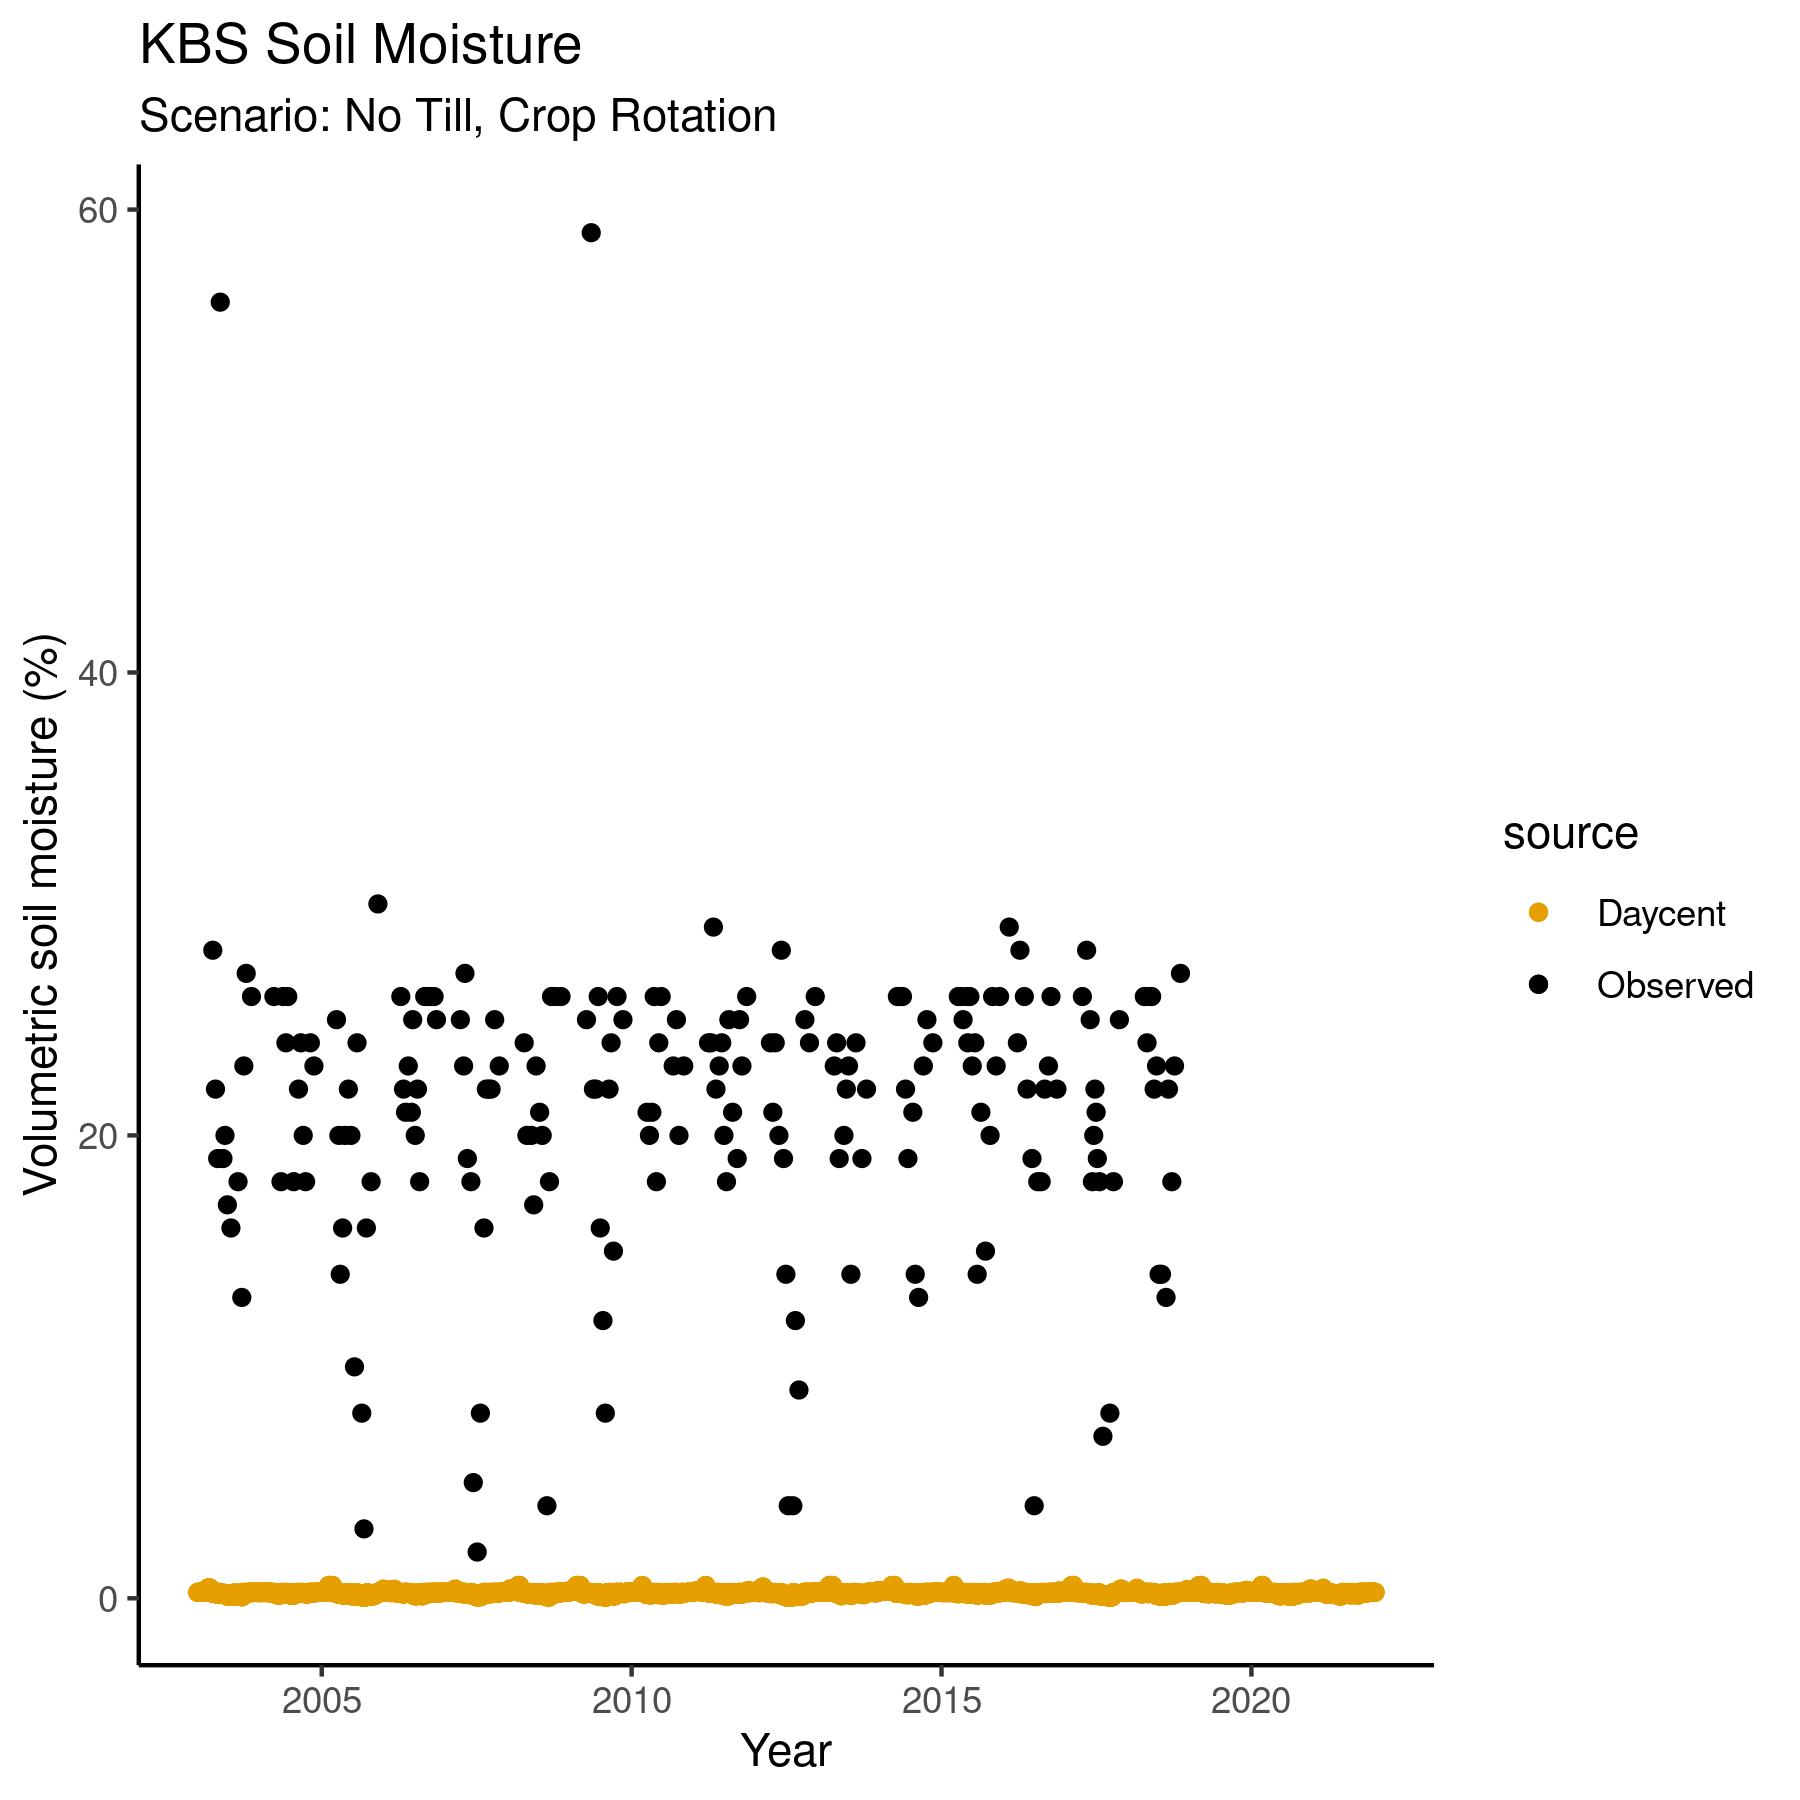 KBS Soil Moisture
Scenario: No Till, Crop Rotation
Volumetric soil moisture (%)
60
40
20
0
2005 2010 2015 2020
Year
source
Daycent
Observed